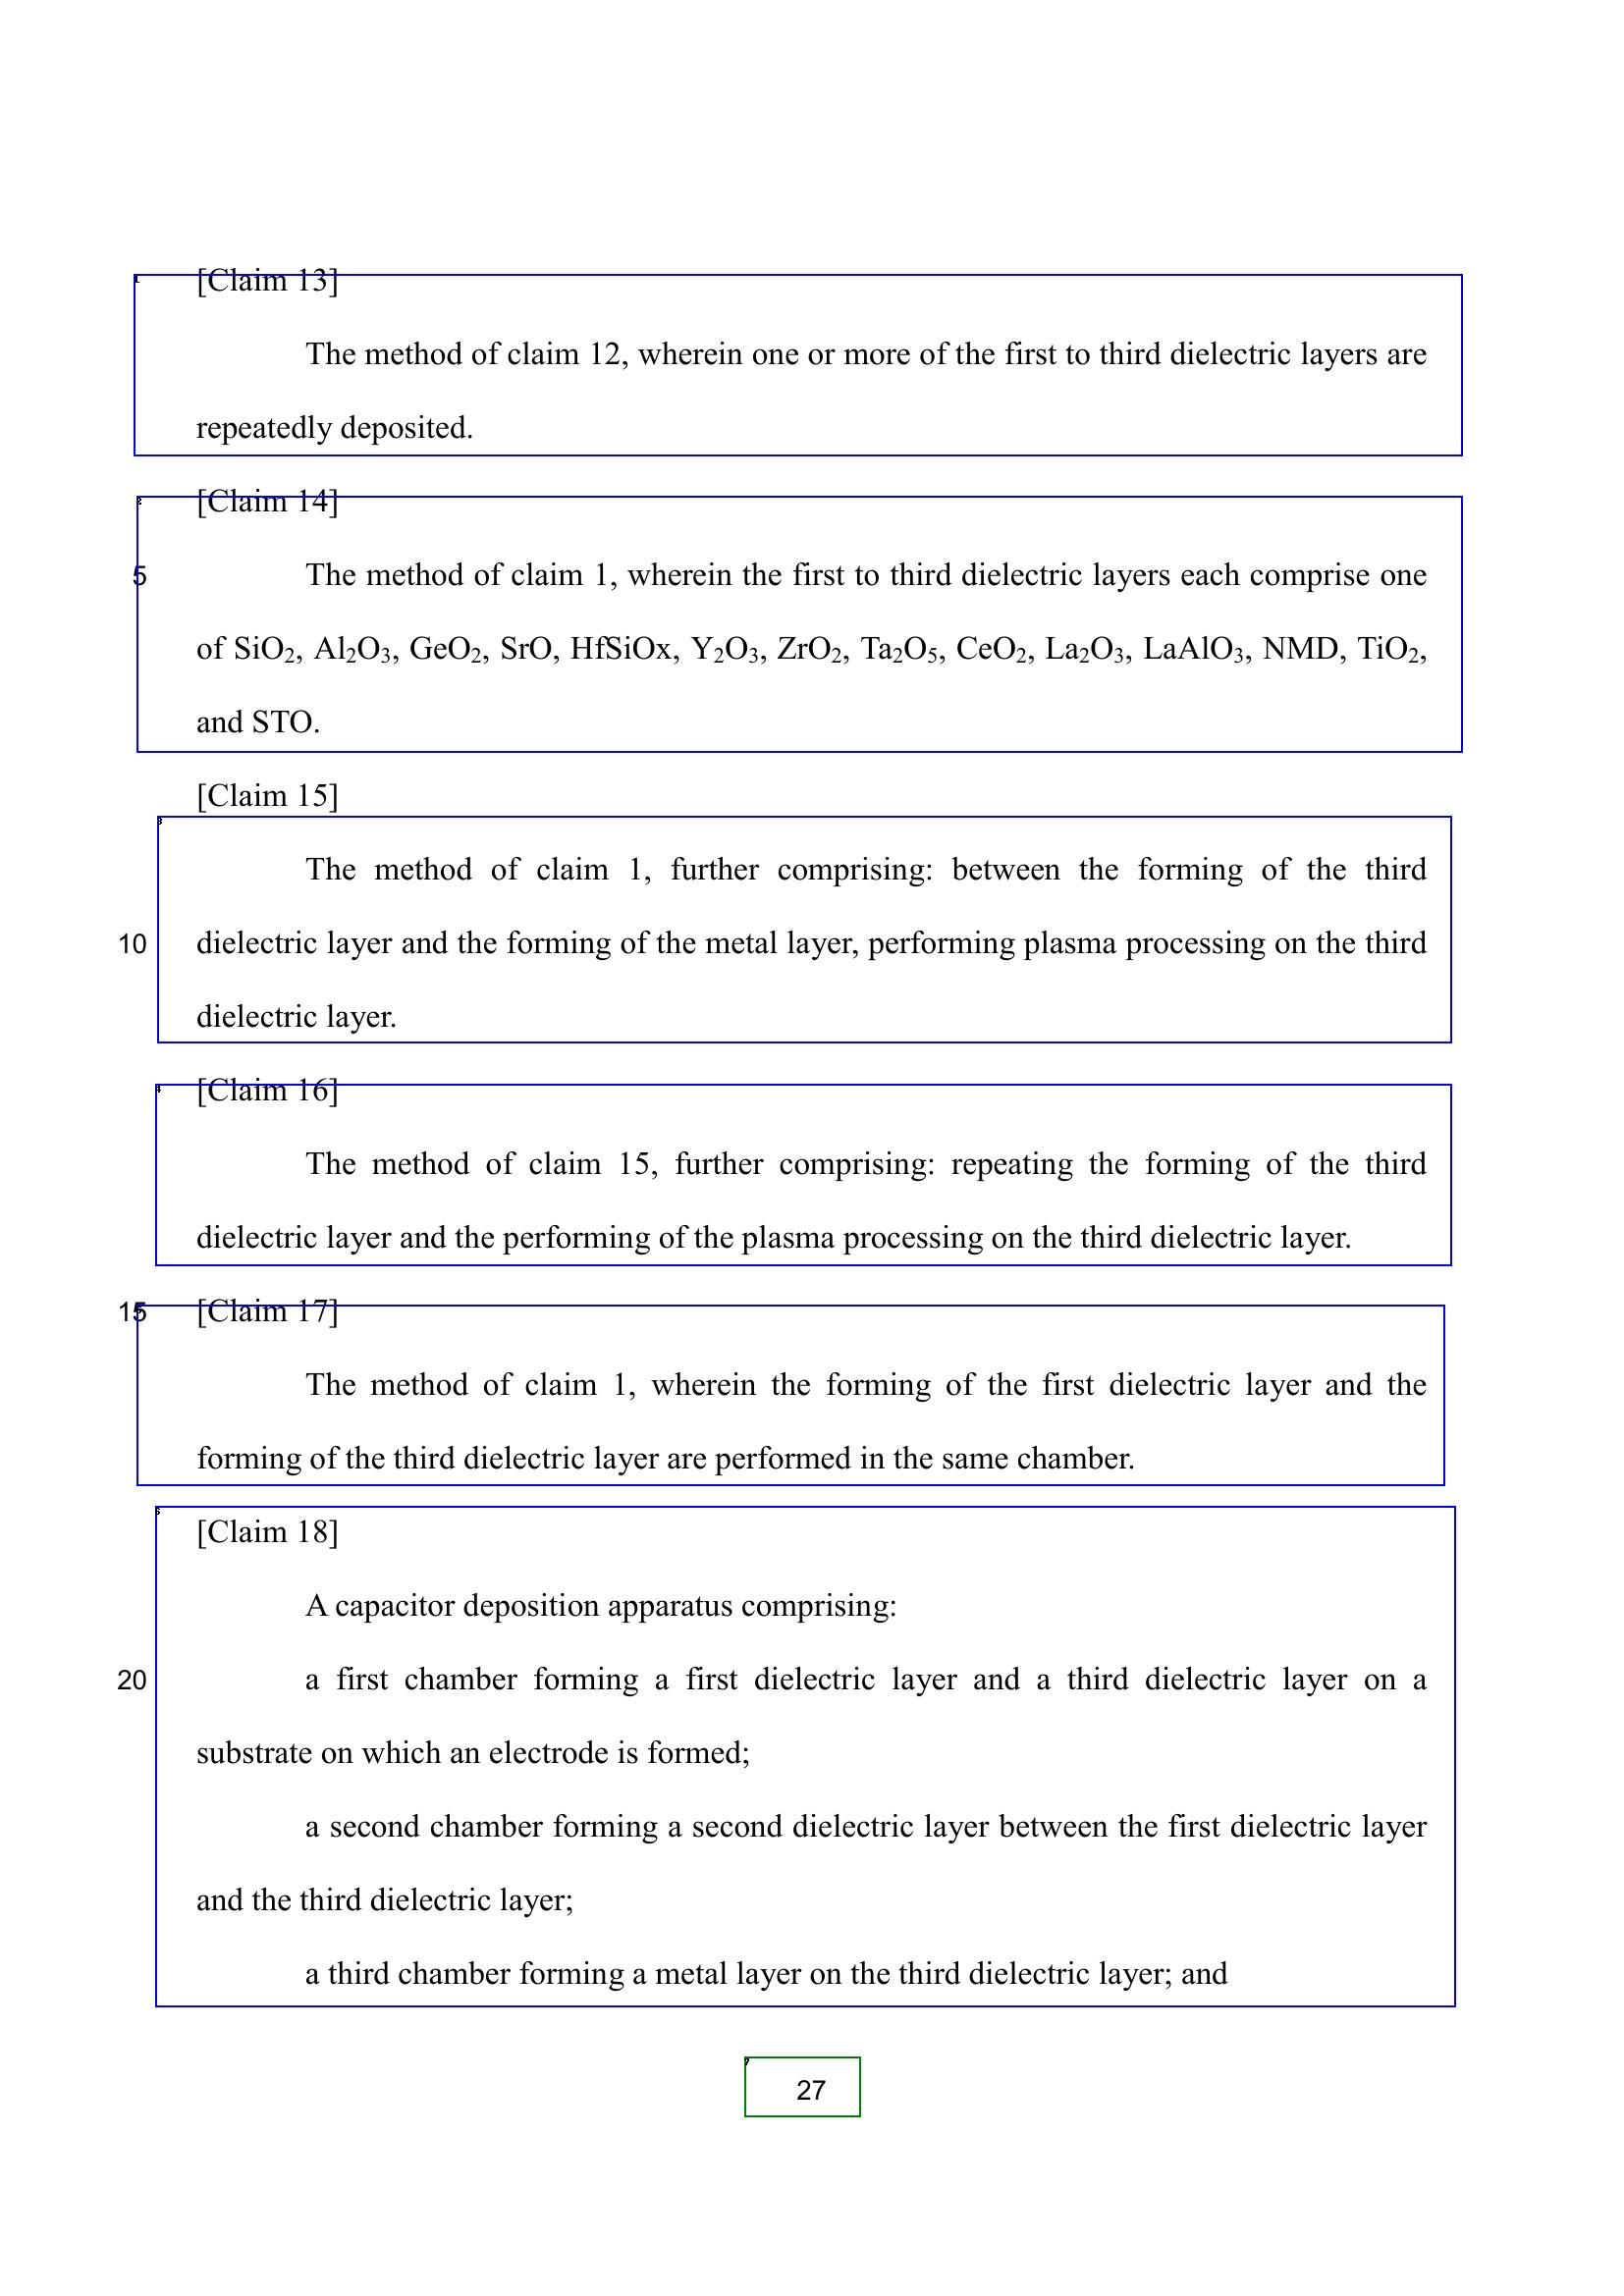 [Claim 13]
The method of claim 12, wherein one or more of the first to third dielectric layers are
repeatedly deposited.
[Claim 14]
5 The method of claim 1, wherein the first to third dielectric layers each comprise one
of SiO₂, Al₂O₃, GeO₂, SrO, HfSiOx, Y₂O₃, ZrO₂, Ta₂O₅, CeO₂, La₂O₃, LaAlO₃, NMD, TiO₂,
and STO.
[Claim 15]
The method of claim 1, further comprising: between the forming of the third
10 dielectric layer and the forming of the metal layer, performing plasma processing on the third
dielectric layer.
[Claim 16]
The method of claim 15, further comprising: repeating the forming of the third
dielectric layer and the performing of the plasma processing on the third dielectric layer.
15 [Claim 17]
The method of claim 1, wherein the forming of the first dielectric layer and the
forming of the third dielectric layer are performed in the same chamber.
[Claim 18]
A capacitor deposition apparatus comprising:
20 a first chamber forming a first dielectric layer and a third dielectric layer on a
substrate on which an electrode is formed;
a second chamber forming a second dielectric layer between the first dielectric layer
and the third dielectric layer;
a third chamber forming a metal layer on the third dielectric layer; and
27